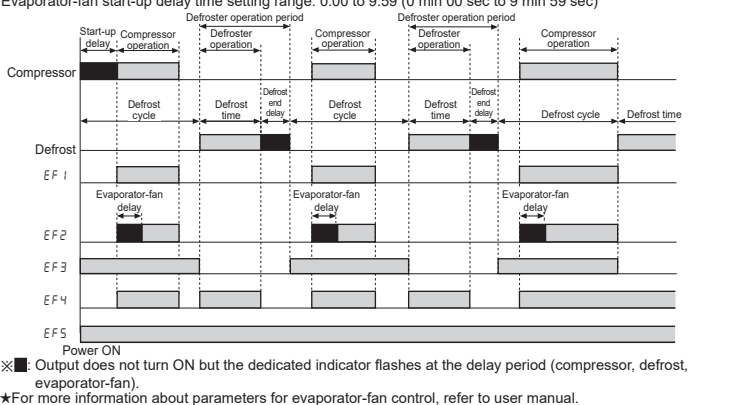 Evaporator-fan start-up delay time setting range: 0.00 to 9.59 (0 min 00 sec to 9 min 59 sec)
Defroster operation period
Defroster operation period
Start-up delay
Compressor operation
Defroster operation
Compressor operation
Defroster operation
Compressor operation
Compressor
Defrost cycle
Defrost time
Defrost end delay
Defrost cycle
Defrost time
Defrost end delay
Defrost cycle
Defrost time
Defrost
EF1
Evaporator-fan delay
Evaporator-fan delay
Evaporator-fan delay
EF2
EF3
EF4
EF5
Power ON
※■: Output does not turn ON but the dedicated indicator flashes at the delay period (compressor, defrost,
evaporator-fan).
★For more information about parameters for evaporator-fan control, refer to user manual.